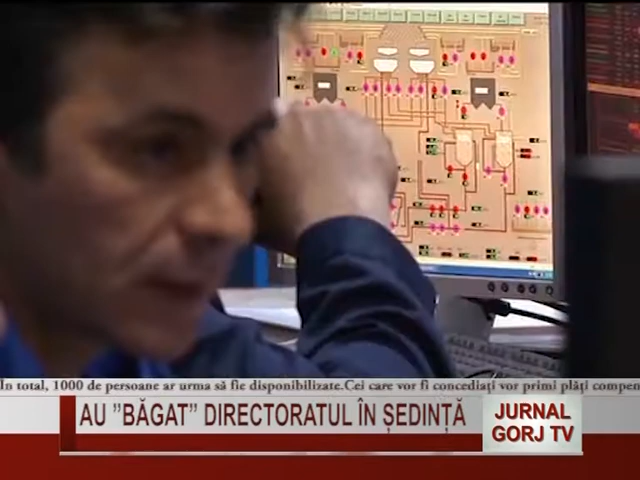 In total, 1000 de persoane ar urma să fie disponibilizate.Cei care vor fi concediați vor primi plăți compen
AU ”BĂGAT” DIRECTORATUL ÎN ȘEDINȚĂ
JURNAL
GORJ TV